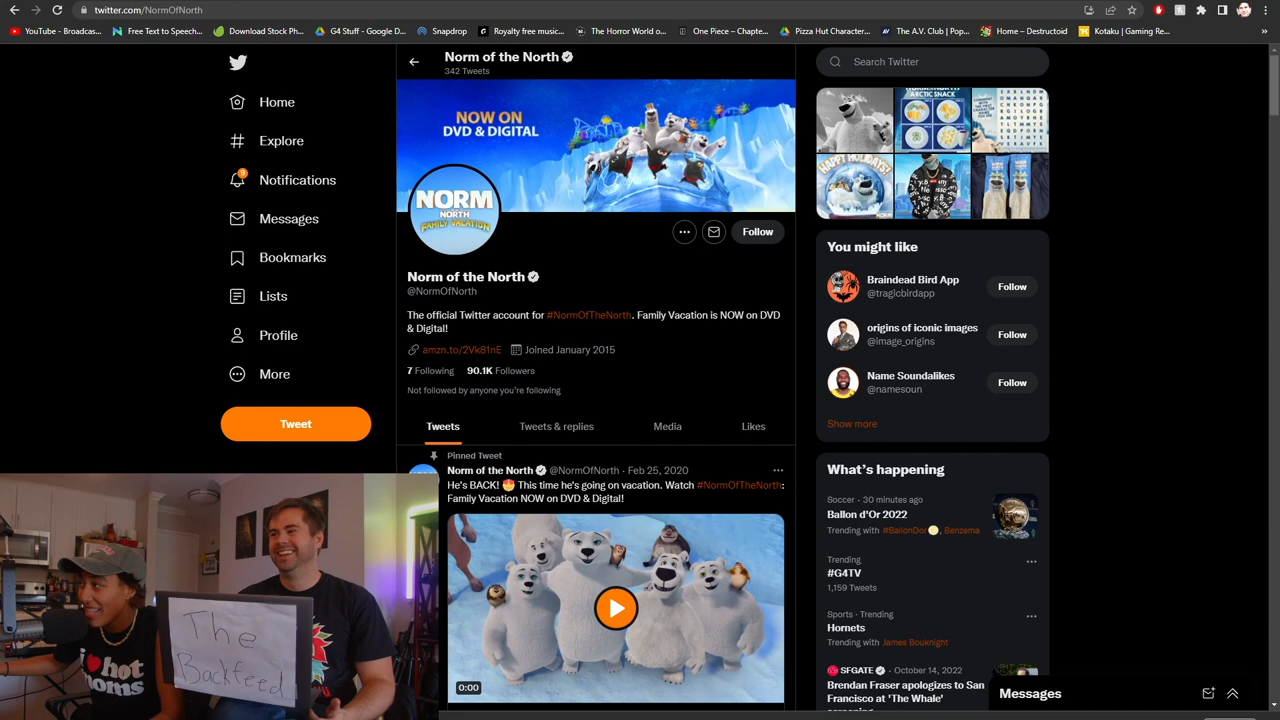 twitter.com/NormOfNorth
YouTube - Broadcas...
Free Text to Speech...
Download Stock Ph...
G4 Stuff - Google D...
Snapdrop
Royalty free music...
The Horror World o...
One Piece – Chapte...
Pizza Hut Character...
The A.V. Club | Pop...
Home – Destructoid
Kotaku | Gaming Re...
Home
Explore
9
Notifications
Messages
Bookmarks
Lists
Profile
More
Tweet
Norm of the North
342 Tweets
NOW ON
DVD & DIGITAL
NORM
OF THE
NORTH
FAMILY VACATION
Follow
Norm of the North
@NormOfNorth
The official Twitter account for #NormOfTheNorth. Family Vacation is NOW on DVD
& Digital!
amzn.to/2Vk81nE Joined January 2015
7 Following 90.1K Followers
Not followed by anyone you're following
Tweets Tweets & replies Media Likes
Pinned Tweet
Norm of the North @NormOfNorth · Feb 25, 2020
He's BACK! 😍 This time he's going on vacation. Watch #NormOfTheNorth:
Family Vacation NOW on DVD & Digital!
0:00
Search Twitter
ARCTIC SNACK
HAPPY HOLIDAYS!
You might like
Braindead Bird App
@tragicbirdapp
Follow
origins of iconic images
@image_origins
Follow
Name Soundalikes
@namesoun
Follow
Show more
What's happening
Soccer · 30 minutes ago
Ballon d'Or 2022
Trending with #BallonDor, Benzema
Trending
#G4TV
1,159 Tweets
Sports · Trending
Hornets
Trending with James Bouknight
SFGATE · October 14, 2022
Brendan Fraser apologizes to San
Francisco at 'The Whale'
Messages
I ❤ hot
moms
The
Backfeed